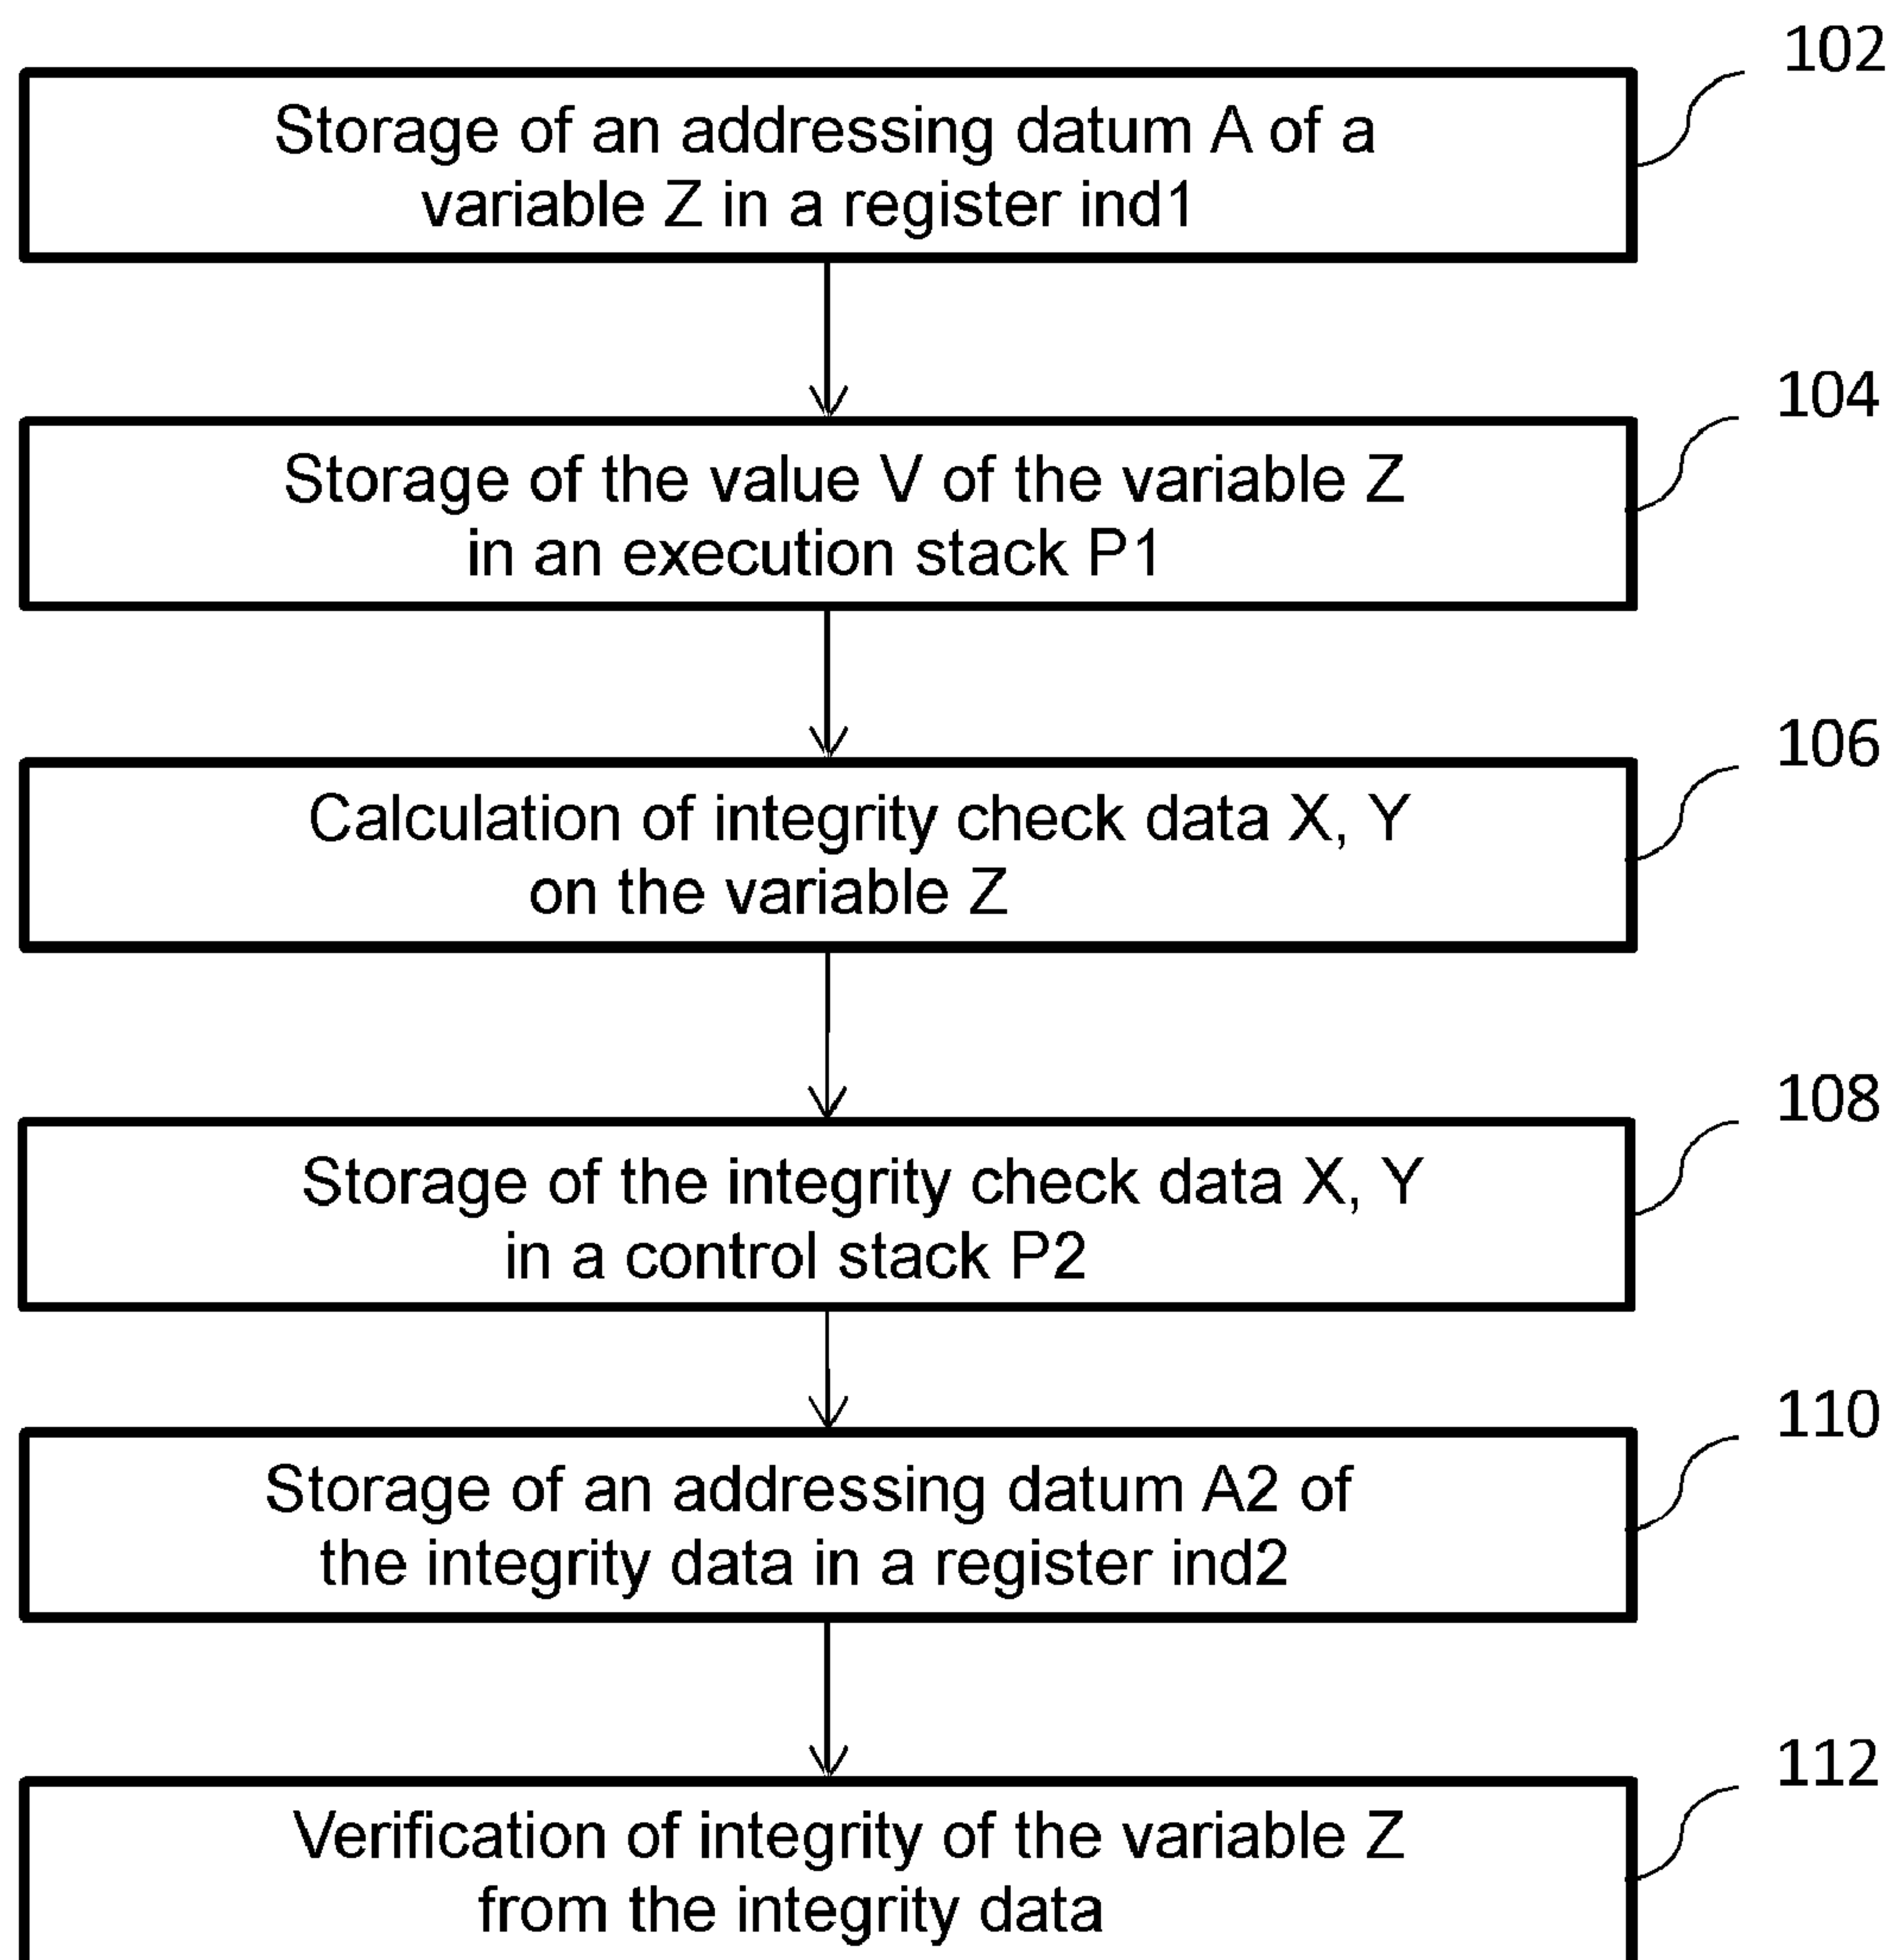 102
Storage of an addressing datum A of a
variable Z in a register ind1
104
Storage of the value V of the variable Z
in an execution stack P1
106
Calculation of integrity check data X, Y
on the variable Z
108
Storage of the integrity check data X, Y
in a control stack P2
110
Storage of an addressing datum A2 of
the integrity data in a register ind2
112
Verification of integrity of the variable Z
from the integrity data